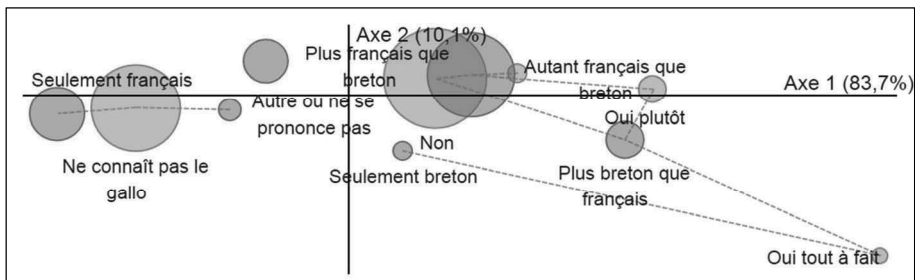 Axe 2 (10,1%)
Plus français que
breton
Seulement français
Autant français que
breton
Axe 1 (83,7%)
Autre ou ne se
prononce pas
Oui plutôt
Non
Ne connaît pas le
gallo
Seulement breton
Plus breton que
français
Oui tout à fait